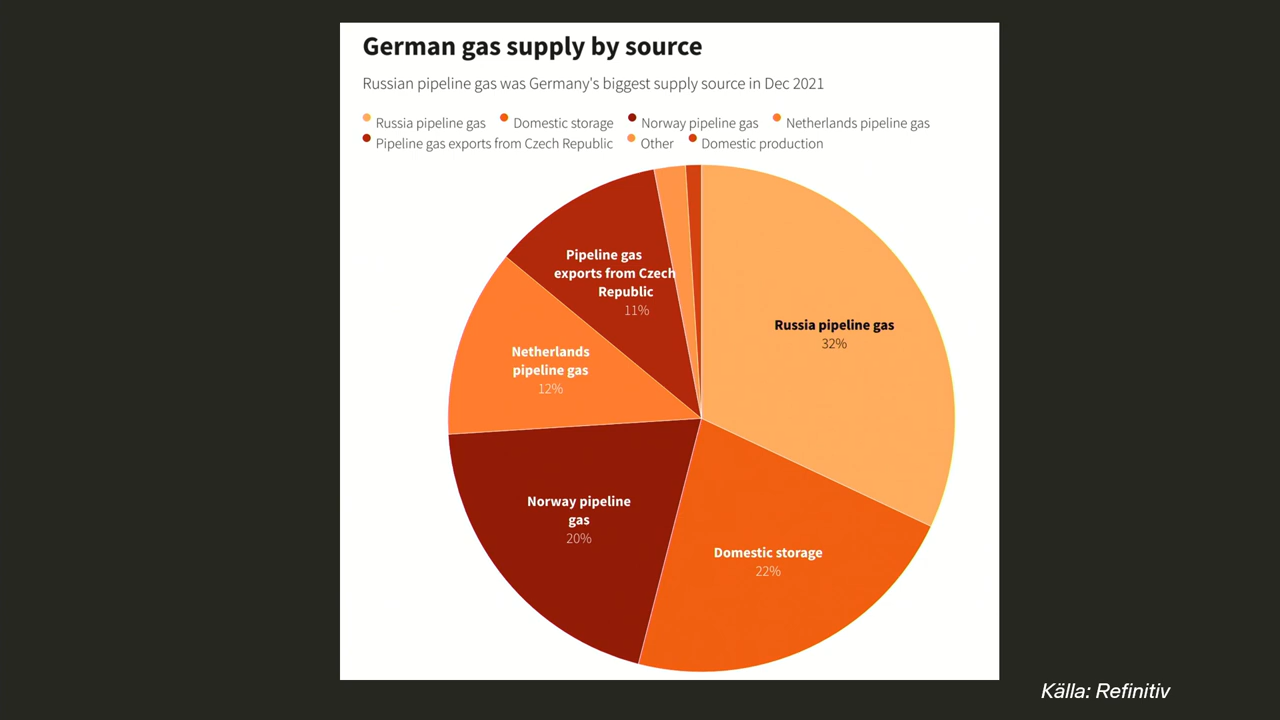 German gas supply by source
Russian pipeline gas was Germany's biggest supply source in Dec 2021
Russia pipeline gas Domestic storage Norway pipeline gas Netherlands pipeline gas
Pipeline gas exports from Czech Republic Other Domestic production
Pipeline gas
exports from Czech
Republic
11%
Russia pipeline gas
32%
Netherlands
pipeline gas
12%
Norway pipeline
gas
20%
Domestic storage
22%
Källa: Refinitiv